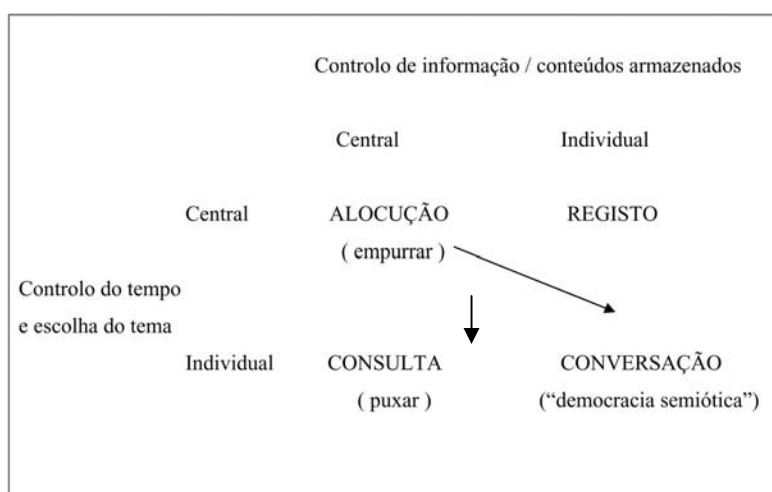 Controlo de informação / conteúdos armazenados
Central Individual
Central ALOCUÇÃO REGISTO
( empurrar )
Controlo do tempo
e escolha do tema
Individual CONSULTA CONVERSAÇÃO
( puxar ) (“democracia semiótica”)